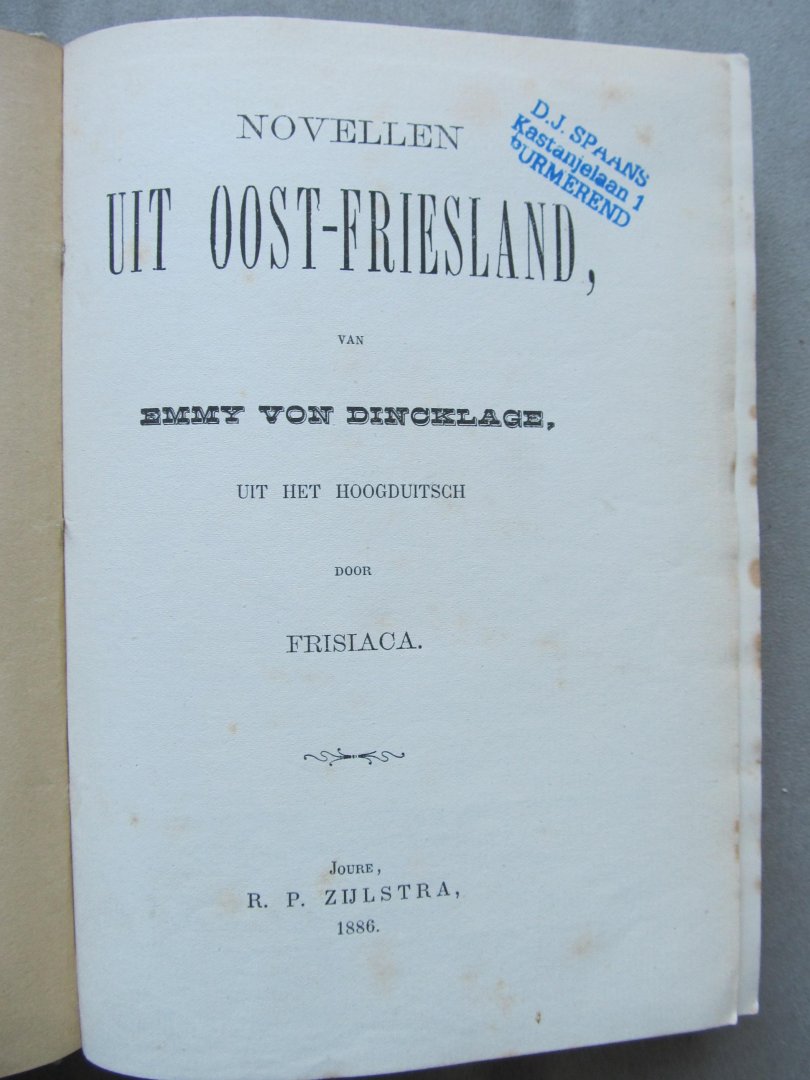 NOVELLEN
UIT OOST-FRIESLAND,
VAN
EMMY VON DINCKLAGE,
UIT HET HOOGDUITSCH
DOOR
FRISIACA.
JOURE,
R. P. ZIJLSTRA,
1886.
D.J. SPAANS
Kastanjelaan 1
PURMEREND